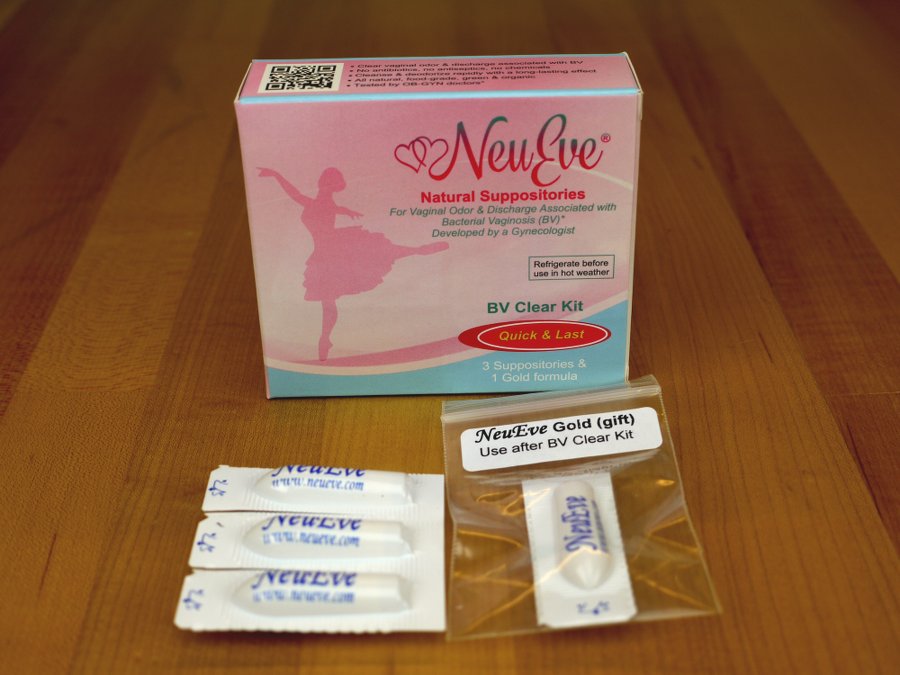 • Clear vaginal odor & discharge associated with BV
• No antibiotics, no antiseptics, no chemicals
• Cleanse & deodorize rapidly with a long-lasting effect
• All natural, food-grade, green & organic
• Tested by OB-GYN doctors*
NeuEve®
Natural Suppositories
For Vaginal Odor & Discharge Associated with
Bacterial Vaginosis (BV)*
Developed by a Gynecologist
Refrigerate before
use in hot weather
BV Clear Kit
Quick & Last
3 Suppositories &
1 Gold formula
NeuEve Gold (gift)
Use after BV Clear Kit
NeuEve
www.neueve.com
NeuEve
www.neueve.com
NeuEve
www.neueve.com
NeuEve